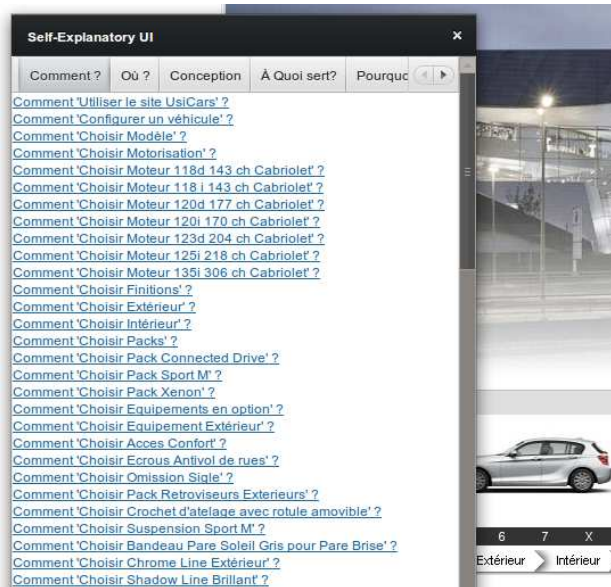 Self-Explanatory UI ×
Comment ? Où ? Conception À Quoi sert? Pourquo
Comment 'Utiliser le site UsiCars' ?
Comment 'Configurer un véhicule' ?
Comment 'Choisir Modèle' ?
Comment 'Choisir Motorisation' ?
Comment 'Choisir Moteur 118d 143 ch Cabriolet' ?
Comment 'Choisir Moteur 118 i 143 ch Cabriolet' ?
Comment 'Choisir Moteur 120d 177 ch Cabriolet' ?
Comment 'Choisir Moteur 120i 170 ch Cabriolet' ?
Comment 'Choisir Moteur 123d 204 ch Cabriolet' ?
Comment 'Choisir Moteur 125i 218 ch Cabriolet' ?
Comment 'Choisir Moteur 135i 306 ch Cabriolet' ?
Comment 'Choisir Finitions' ?
Comment 'Choisir Extérieur' ?
Comment 'Choisir Intérieur' ?
Comment 'Choisir Packs' ?
Comment 'Choisir Pack Connected Drive' ?
Comment 'Choisir Pack Sport M' ?
Comment 'Choisir Pack Xenon' ?
Comment 'Choisir Equipements en option' ?
Comment 'Choisir Equipement Extérieur' ?
Comment 'Choisir Acces Confort' ?
Comment 'Choisir Ecrous Antivol de rues' ?
Comment 'Choisir Omission Sigle' ?
Comment 'Choisir Pack Retroviseurs Exterieurs' ?
Comment 'Choisir Crochet d'atelage avec rotule amovible' ?
Comment 'Choisir Suspension Sport M' ?
Comment 'Choisir Bandeau Pare Soleil Gris pour Pare Brise' ?
Comment 'Choisir Chrome Line Extérieur' ?
Comment 'Choisir Shadow Line Brillant' ?
6 7 X
Extérieur Intérieur